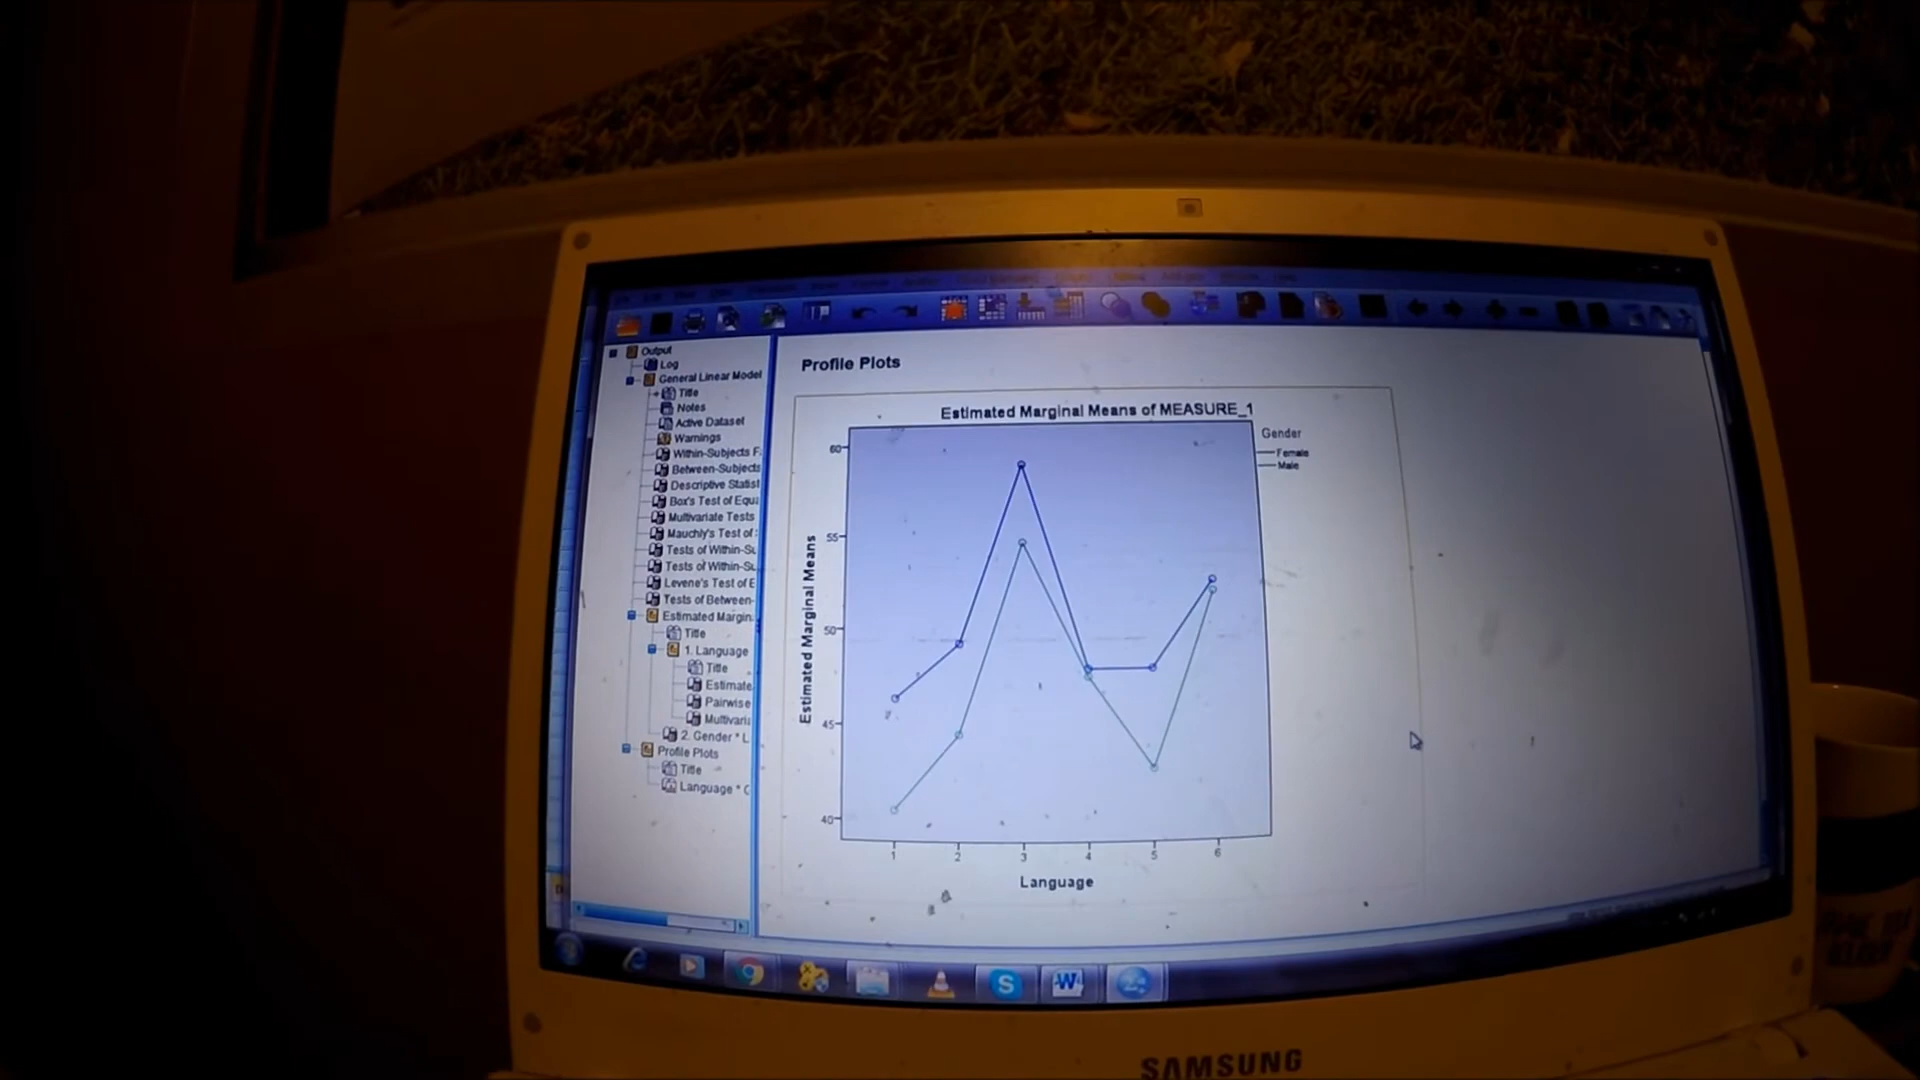 Output
Log
General Linear Model
Title
Notes
Active Dataset
Warnings
Within-Subjects F
Between-Subjects
Descriptive Statist
Box's Test of Equa
Multivariate Tests
Mauchly's Test of
Tests of Within-Su
Tests of Within-Su
Levene's Test of E
Tests of Between-
Estimated Margin
Title
1. Language
Title
Estimate
Pairwise
Multivaria
2. Gender * L
Profile Plots
Title
Language * G
Profile Plots
Estimated Marginal Means of MEASURE_1
Gender
Female
Male
Estimated Marginal Means
60
55
50
45
40
1 2 3 4 5 6
Language
SAMSUNG